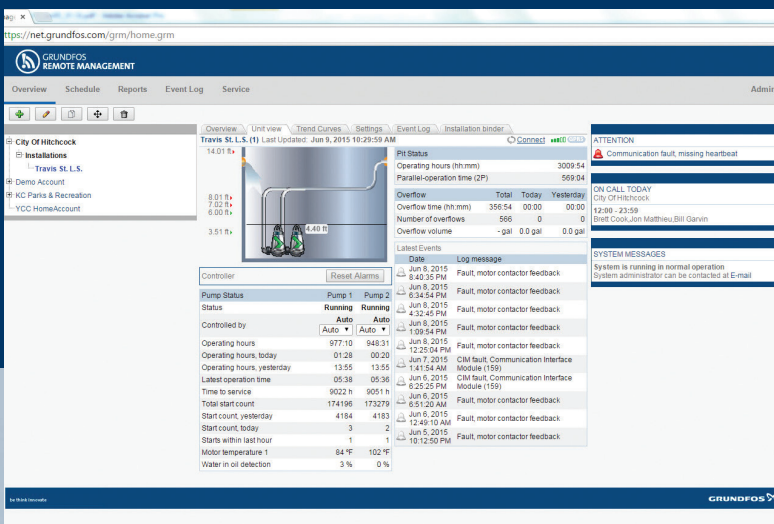 ttps://net.grundfos.com/grm/home.grm
GRUNDFOS
REMOTE MANAGEMENT
Overview Schedule Reports Event Log Service Admin
City Of Hitchcock
Installations
Travis St. L.S.
Demo Account
KC Parks & Recreation
YCC HomeAccount
Overview Unit view Trend Curves Settings Event Log Installation binder
Travis St. L.S. (1) Last Updated: Jun 9, 2015 10:29:59 AM Connect
14.01 ft
8.01 ft
7.02 ft
6.00 ft
3.51 ft
4.40 ft
Controller Reset Alarms
Pump Status Pump 1 Pump 2
Status Running Running
Controlled by Auto Auto
Auto Auto
Operating hours 977:10 948:31
Operating hours, today 01:28 00:20
Operating hours, yesterday 13:55 13:55
Latest operation time 05:38 05:36
Time to service 9022 h 9051 h
Total start count 174196 173279
Start count, yesterday 4184 4183
Start count, today 3 2
Starts within last hour 1 1
Motor temperature 1 84 °F 102 °F
Water in oil detection 3 % 0 %
Pit Status
Operating hours (hh:mm) 3009:54
Parallel-operation time (2P) 569:04
Overflow Total Today Yesterday
Overflow time (hh:mm) 356:54 00:00 00:00
Number of overflows 566 0 0
Overflow volume - gal 0.0 gal 0.0 gal
Latest Events
Date Log message
Jun 8, 2015
8:40:35 PM Fault, motor contactor feedback
Jun 8, 2015
6:34:54 PM Fault, motor contactor feedback
Jun 8, 2015
4:32:45 PM Fault, motor contactor feedback
Jun 8, 2015
1:09:54 PM Fault, motor contactor feedback
Jun 8, 2015
12:25:04 PM Fault, motor contactor feedback
Jun 7, 2015 CIM fault, Communication Interface
1:41:54 AM Module (159)
Jun 6, 2015 CIM fault, Communication Interface
6:25:25 PM Module (159)
Jun 6, 2015
6:51:20 AM Fault, motor contactor feedback
Jun 6, 2015
12:49:10 AM Fault, motor contactor feedback
Jun 5, 2015
10:12:50 PM Fault, motor contactor feedback
ATTENTION
Communication fault, missing heartbeat
ON CALL TODAY
City Of Hitchcock
12:00 - 23:59
Brett Cook,Jon Matthieu,Bill Garvin
SYSTEM MESSAGES
System is running in normal operation
System administrator can be contacted at E-mail
be think innovate
GRUNDFOS